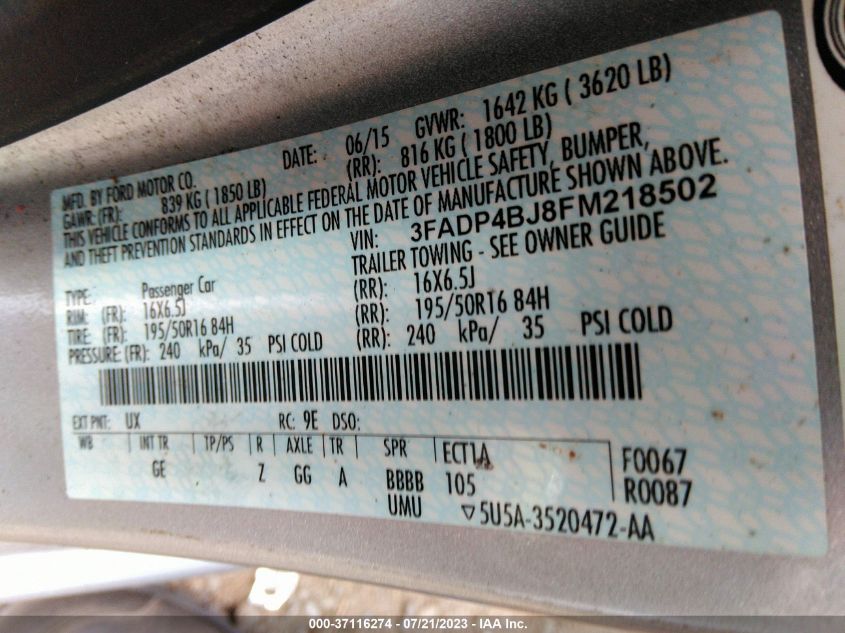 MFD. BY FORD MOTOR CO. DATE: 06/15 GVWR: 1642 KG ( 3620 LB)
GAWR: (FR): 839 KG ( 1850 LB) (RR): 816 KG ( 1800 LB)
THIS VEHICLE CONFORMS TO ALL APPLICABLE FEDERAL MOTOR VEHICLE SAFETY, BUMPER,
AND THEFT PREVENTION STANDARDS IN EFFECT ON THE DATE OF MANUFACTURE SHOWN ABOVE.
VIN: 3FADP4BJ8FM218502
TRAILER TOWING - SEE OWNER GUIDE
TYPE: Passenger Car
RIM: (FR): 16X6.5J (RR): 16X6.5J
TIRE: (FR): 195/50R16 84H (RR): 195/50R16 84H
PRESSURE: (FR): 240 kPa/ 35 PSI COLD (RR): 240 kPa/ 35 PSI COLD
EXT PNT: UX RC: 9E DSO:
WB INT TR TP/PS R AXLE TR SPR ECT1A F0067
GE Z GG A BBBB 105 R0087
UMU ▽5U5A-3520472-AA
000-37116274 - 07/21/2023 - IAA Inc.